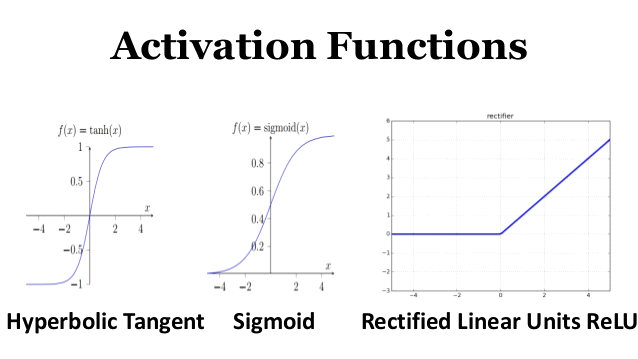 Activation Functions
f(x) = tanh(x)
1
0.5
x
−4 −2 2 4
−0.5
−1
f(x) = sigmoid(x)
0.8
0.6
0.4
0.2
x
−4 −2 2 4
rectifier
6
5
4
3
2
1
0
−1
−2
−3
−4 −2 0 2 4
Hyperbolic Tangent
Sigmoid
Rectified Linear Units ReLU